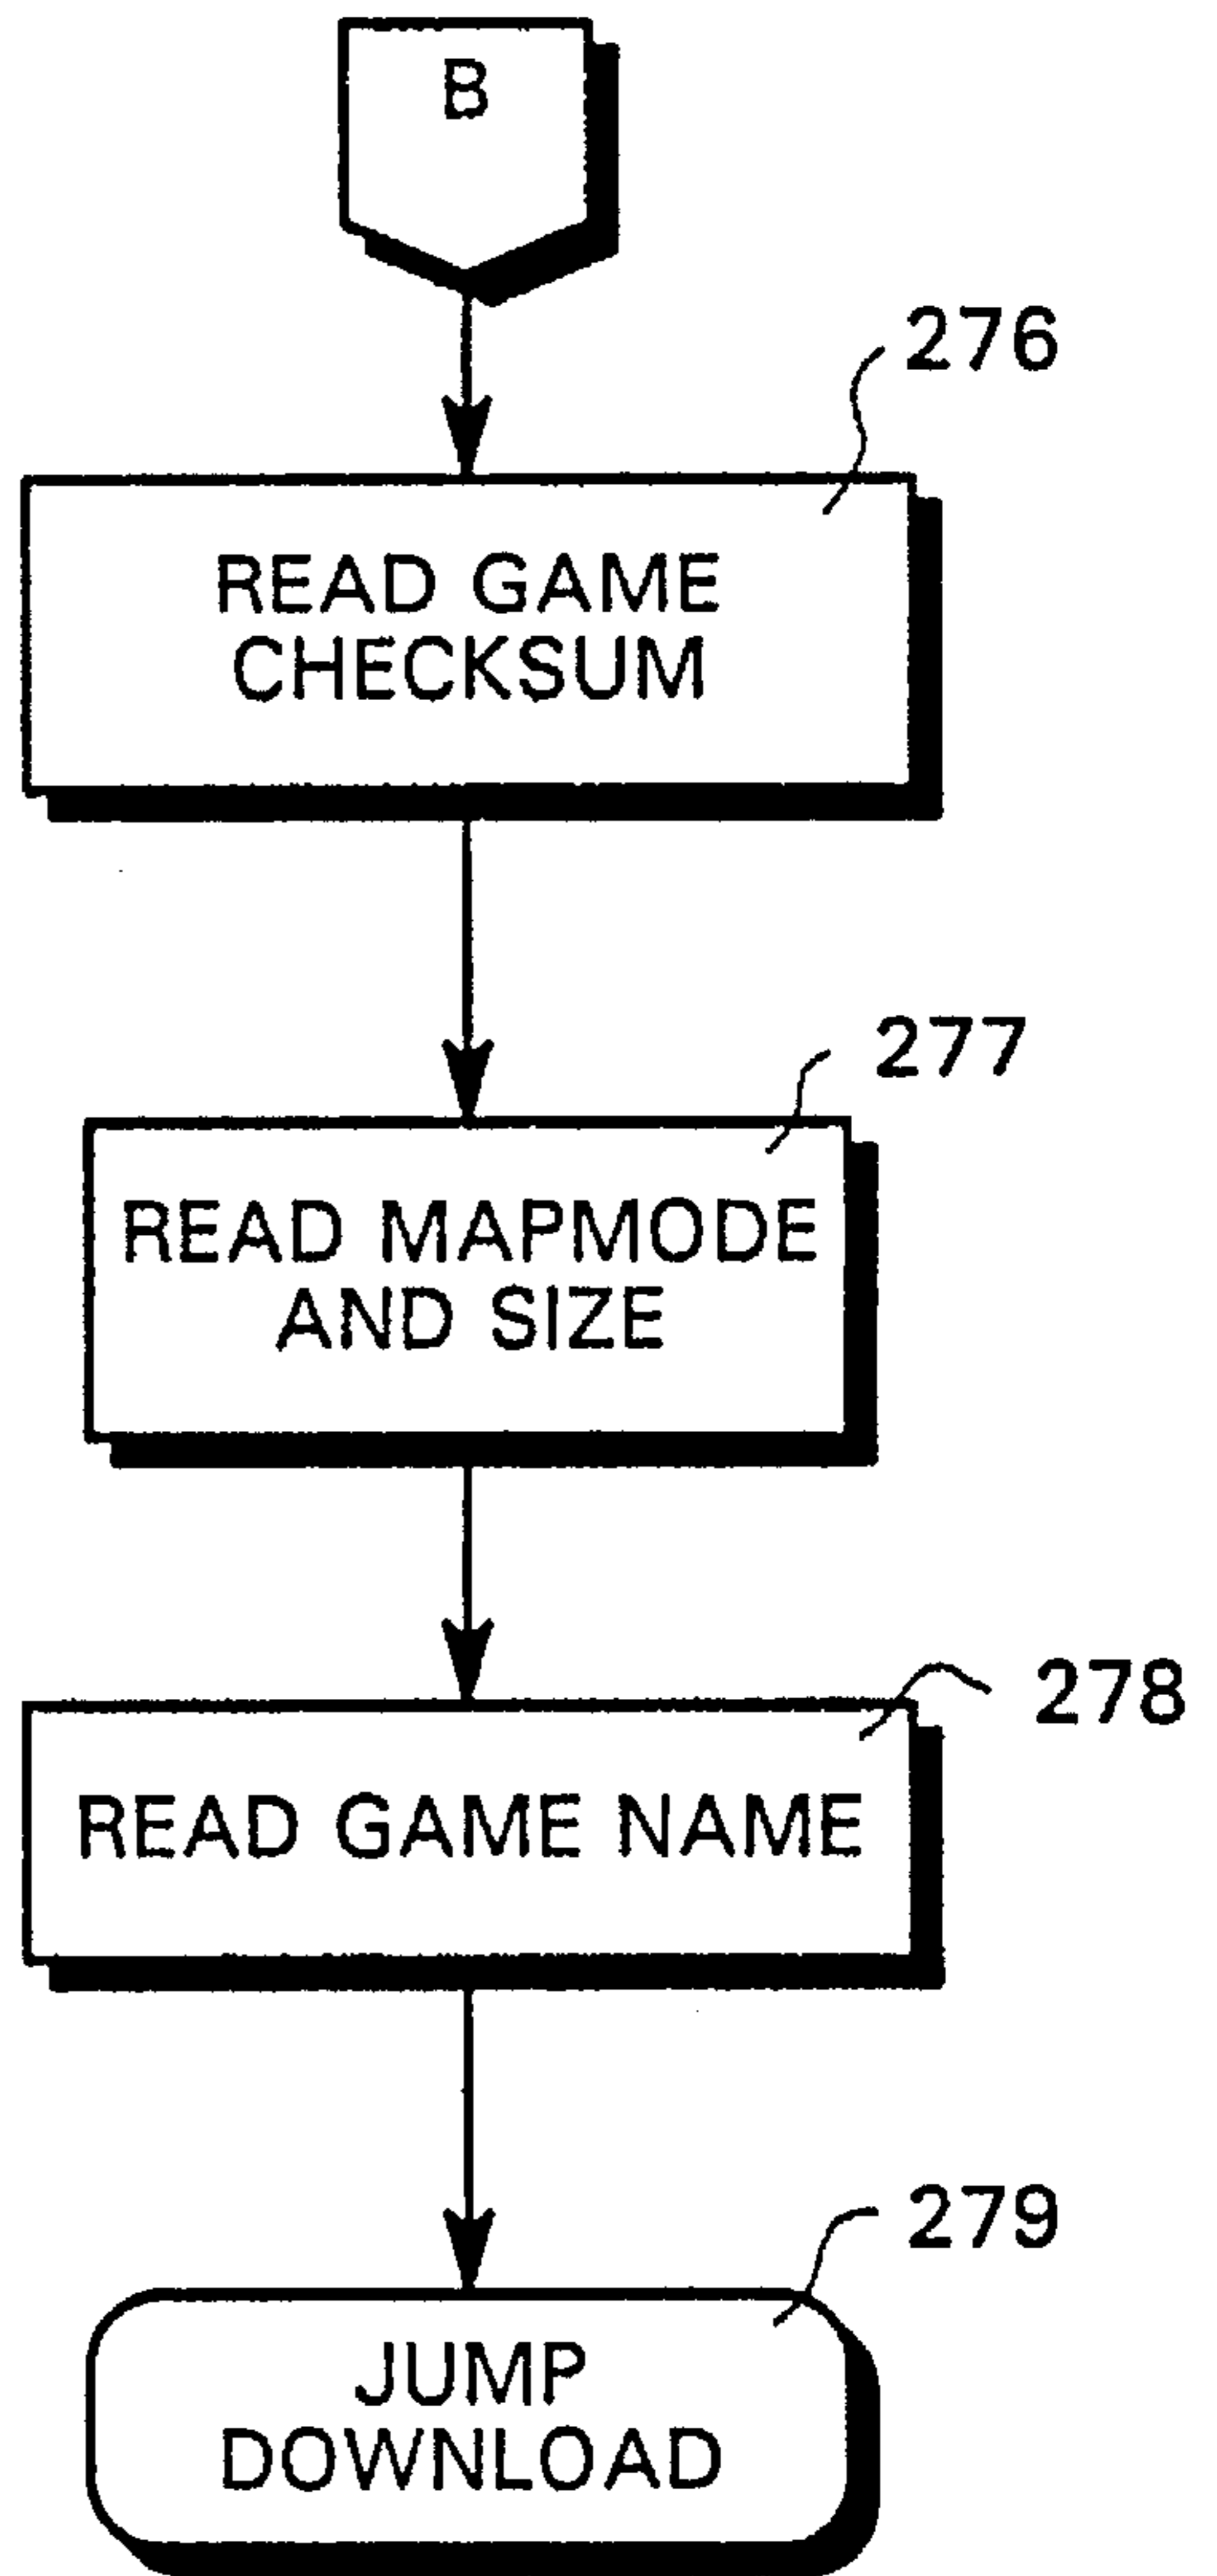 B
276
READ GAME
CHECKSUM
277
READ MAPMODE
AND SIZE
278
READ GAME NAME
279
JUMP
DOWNLOAD